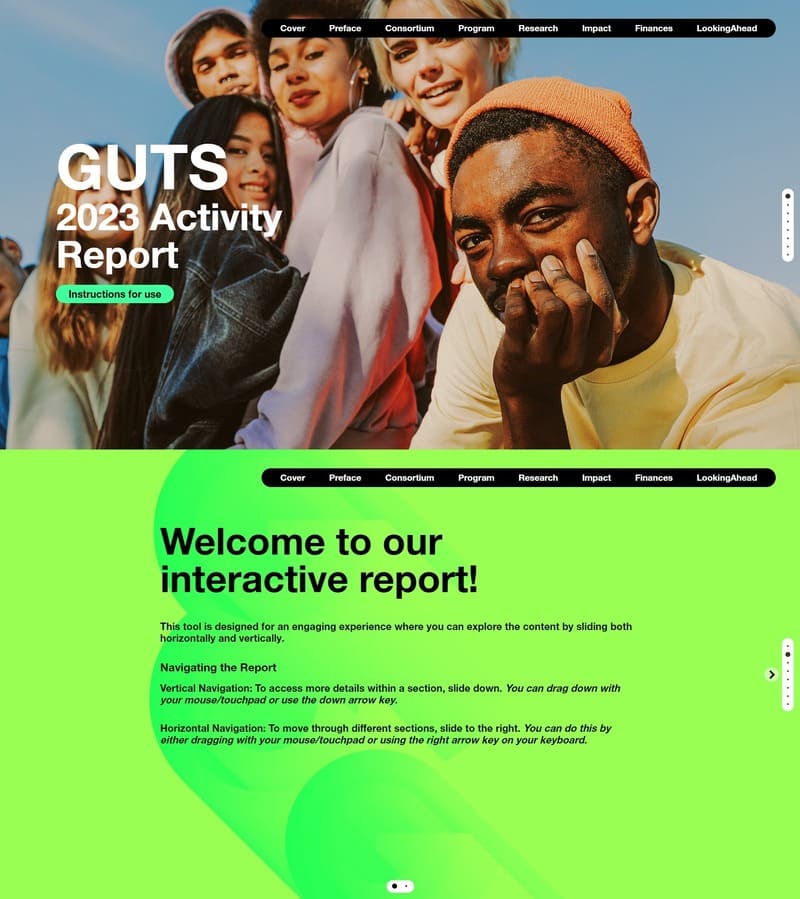 Cover Preface Consortium Program Research Impact Finances LookingAhead
GUTS
2023 Activity
Report
Instructions for use
Cover Preface Consortium Program Research Impact Finances LookingAhead
Welcome to our
interactive report!
This tool is designed for an engaging experience where you can explore the content by sliding both
horizontally and vertically.
Navigating the Report
Vertical Navigation: To access more details within a section, slide down. You can drag down with
your mouse/touchpad or use the down arrow key.
Horizontal Navigation: To move through different sections, slide to the right. You can do this by
either dragging with your mouse/touchpad or using the right arrow key on your keyboard.